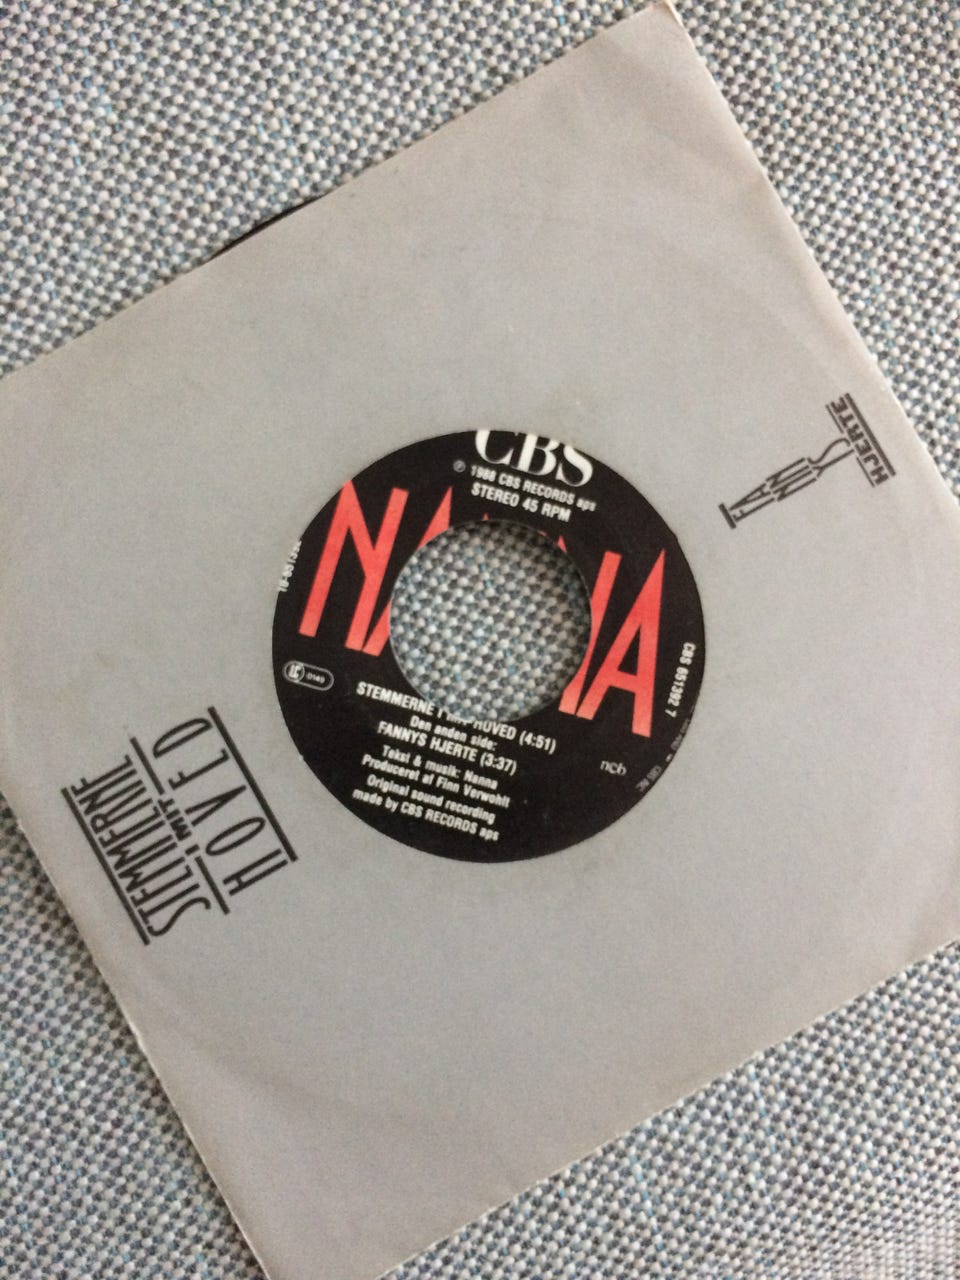 CBS
℗ 1988 CBS RECORDS aps
STEREO 45 RPM
NANNA
LC 0149
CBS 651392 7
STEMMERNE I MIT HOVED (4:51)
Den anden side:
FANNYS HJERTE (3:37)
Tekst & musik: Nanna
Produceret af Finn Verwohlt
Original sound recording
made by CBS RECORDS aps
ncb
FANNYS
HJERTE
STEMMERNE
I MIT
HOVED